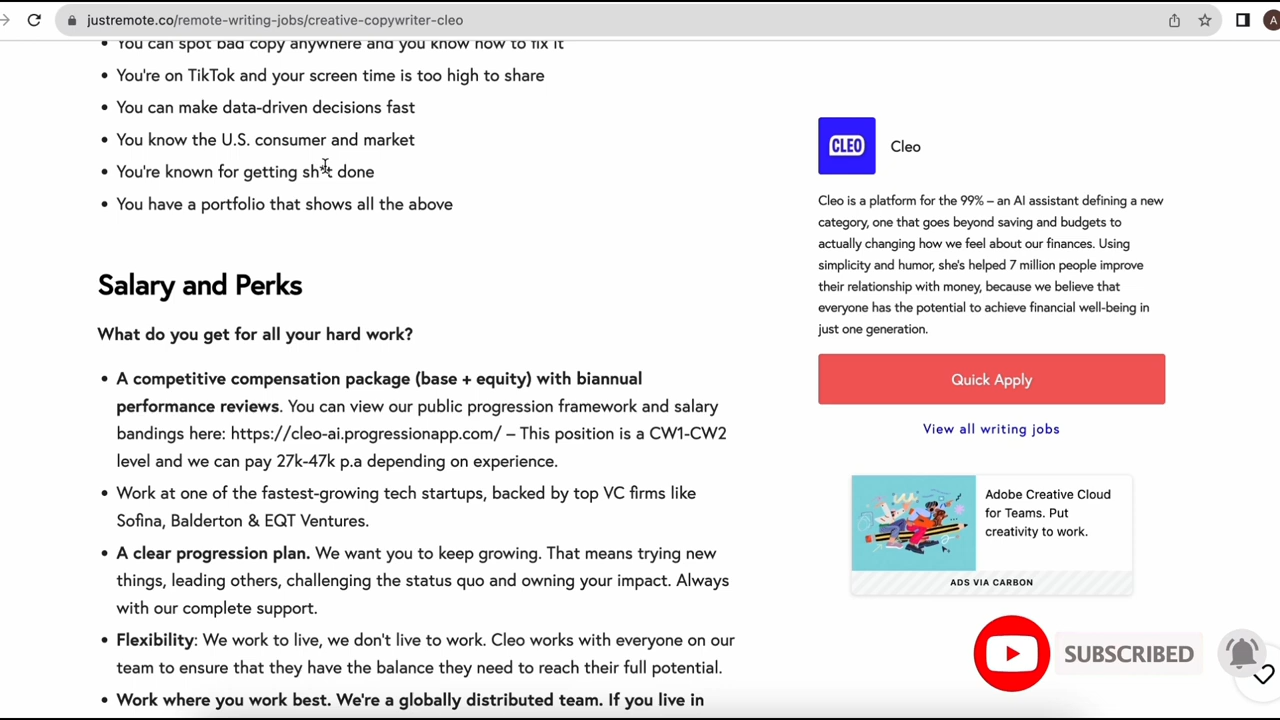 justremote.co/remote-writing-jobs/creative-copywriter-cleo
A
You can spot bad copy anywhere and you know how to fix it
You're on TikTok and your screen time is too high to share
You can make data-driven decisions fast
You know the U.S. consumer and market
You're known for getting sh*t done
You have a portfolio that shows all the above
Salary and Perks
What do you get for all your hard work?
A competitive compensation package (base + equity) with biannual
performance reviews. You can view our public progression framework and salary
bandings here: https://cleo-ai.progressionapp.com/ – This position is a CW1-CW2
level and we can pay 27k-47k p.a depending on experience.
Work at one of the fastest-growing tech startups, backed by top VC firms like
Sofina, Balderton & EQT Ventures.
A clear progression plan. We want you to keep growing. That means trying new
things, leading others, challenging the status quo and owning your impact. Always
with our complete support.
Flexibility: We work to live, we don't live to work. Cleo works with everyone on our
team to ensure that they have the balance they need to reach their full potential.
Work where you work best. We're a globally distributed team. If you live in
CLEO
Cleo
Cleo is a platform for the 99% – an AI assistant defining a new
category, one that goes beyond saving and budgets to
actually changing how we feel about our finances. Using
simplicity and humor, she's helped 7 million people improve
their relationship with money, because we believe that
everyone has the potential to achieve financial well-being in
just one generation.
Quick Apply
View all writing jobs
Adobe Creative Cloud
for Teams. Put
creativity to work.
ADS VIA CARBON
SUBSCRIBED